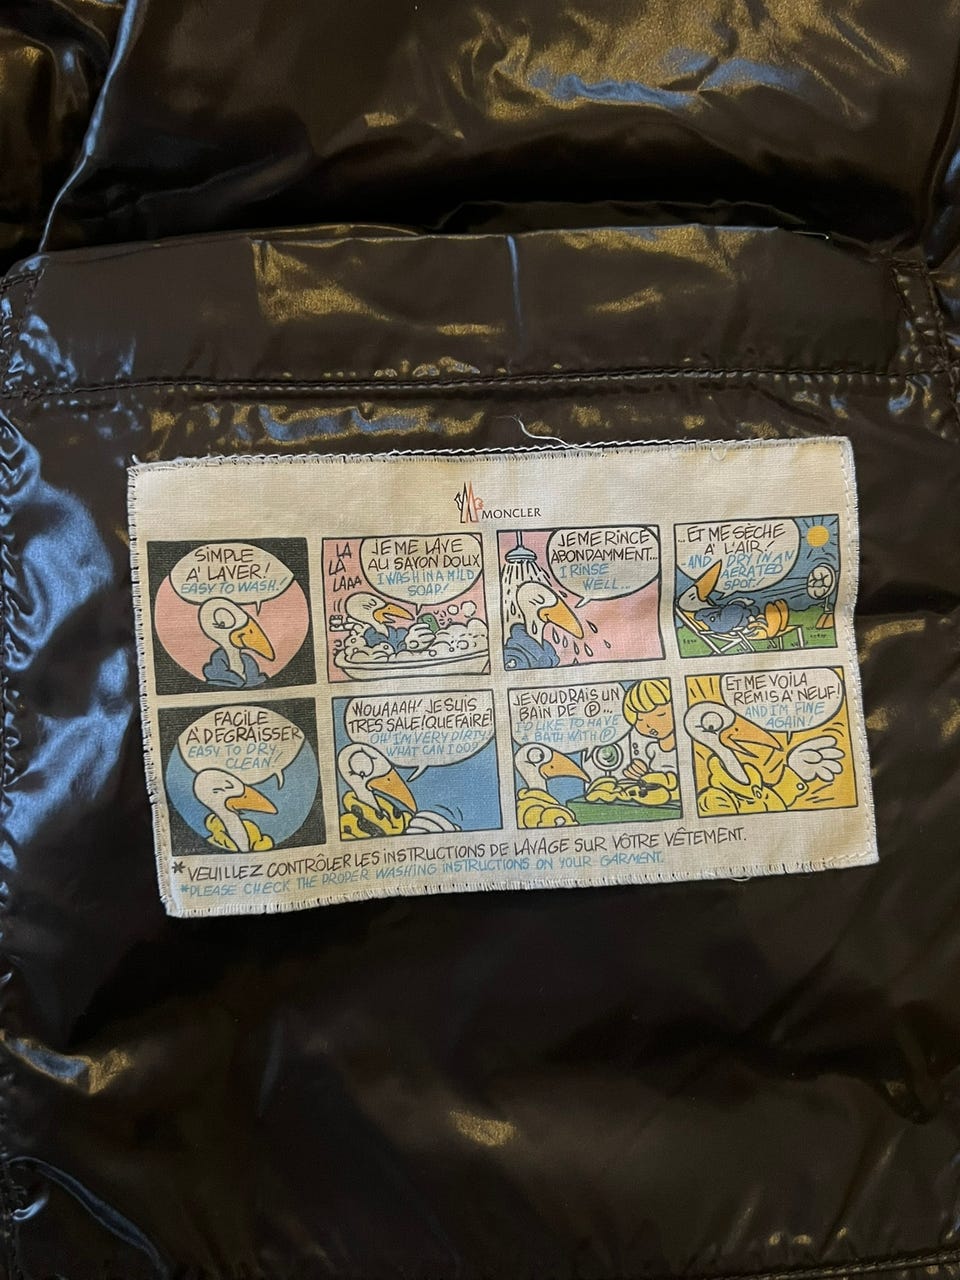 MONCLER
SIMPLE
A' LAVER!
EASY TO WASH!
LA
LA
LAAA
JE ME LAVE
AU SAVON DOUX
I WASH IN A MILD
SOAP!
JE ME RINCE
ABONDAMMENT...
I RINSE
WELL...
...ET ME SÈCHE
A' L'AIR!
-AND DRY IN AN
AERATED
SPOT!
FACILE
A' DEGRAISSER
EASY TO DRY,
CLEAN!
WOUAAAH! JE SUIS
TRES SALE! QUE FAIRE!
OH I'M VERY DIRTY!
WHAT CAN I DO?
JE VOUDRAIS UN
BAIN DE Ⓟ...
I'D LIKE TO HAVE
A BATH WITH Ⓟ
ET ME VOILA
REMIS A' NEUF!
AND I'M FINE
AGAIN!
*VEUILLEZ CONTRÔLER LES INSTRUCTIONS DE LAVAGE SUR VÔTRE VÊTEMENT.
*PLEASE CHECK THE PROPER WASHING INSTRUCTIONS ON YOUR GARMENT.